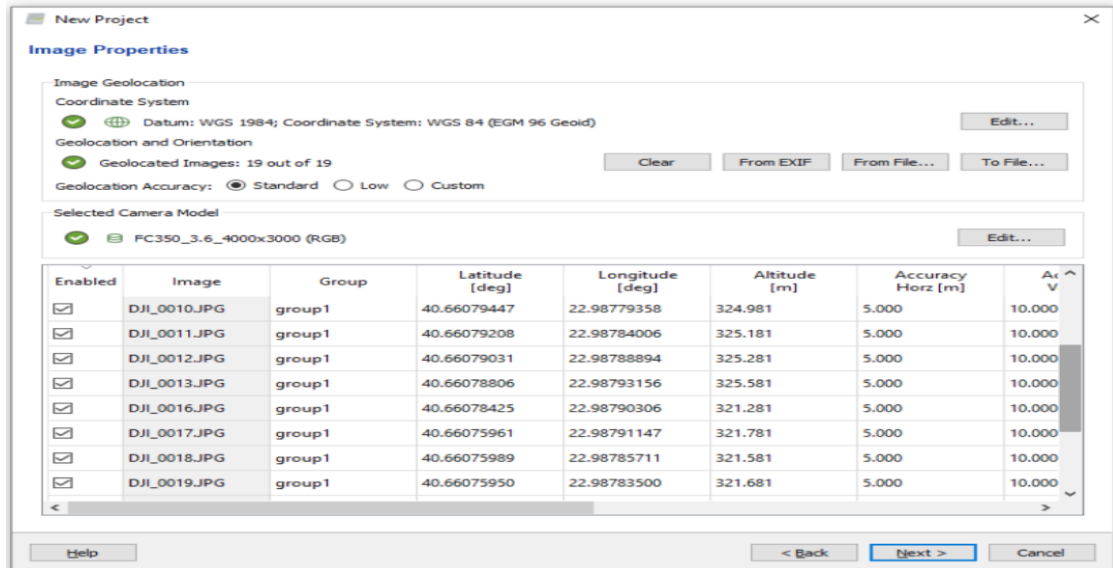 New Project
Image Properties
Image Geolocation
Coordinate System
Datum: WGS 1984; Coordinate System: WGS 84 (EGM 96 Geoid) Edit...
Geolocation and Orientation
Geolocated Images: 19 out of 19 Clear From EXIF From File... To File...
Geolocation Accuracy: Standard Low Custom
Selected Camera Model
FC350_3.6_4000x3000 (RGB) Edit...
Enabled Image Group Latitude [deg] Longitude [deg] Altitude [m] Accuracy Horz [m]
DJI_0010.JPG group1 40.66079447 22.98779358 324.981 5.000 10.000
DJI_0011.JPG group1 40.66079208 22.98784006 325.181 5.000 10.000
DJI_0012.JPG group1 40.66079031 22.98788894 325.281 5.000 10.000
DJI_0013.JPG group1 40.66078806 22.98793156 325.581 5.000 10.000
DJI_0016.JPG group1 40.66078425 22.98790306 321.281 5.000 10.000
DJI_0017.JPG group1 40.66075961 22.98791147 321.781 5.000 10.000
DJI_0018.JPG group1 40.66075989 22.98785711 321.581 5.000 10.000
DJI_0019.JPG group1 40.66075950 22.98783500 321.681 5.000 10.000
Help < Back Next > Cancel